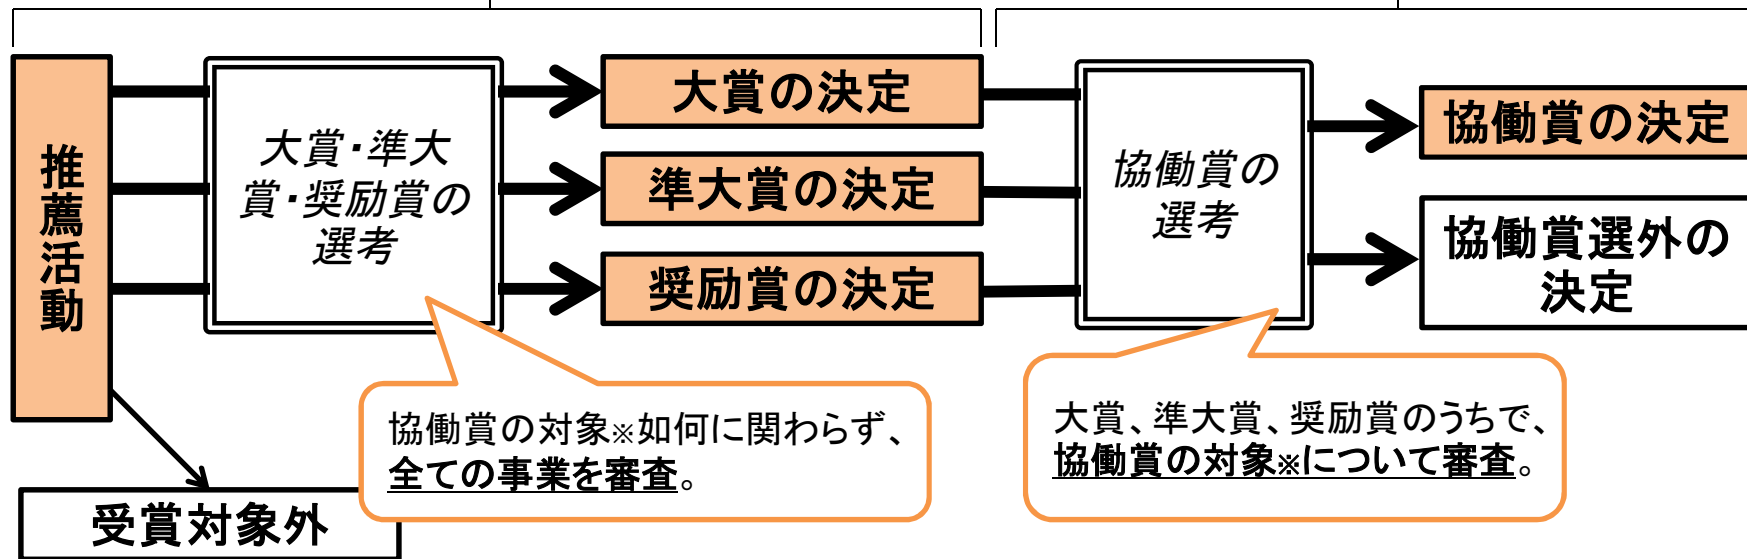 推薦活動
大賞・準大
賞・奨励賞の
選考
大賞の決定
準大賞の決定
奨励賞の決定
協働賞の
選考
協働賞の決定
協働賞選外の
決定
協働賞の対象※如何に関わらず、
全ての事業を審査。
大賞、準大賞、奨励賞のうちで、
協働賞の対象※について審査。
受賞対象外